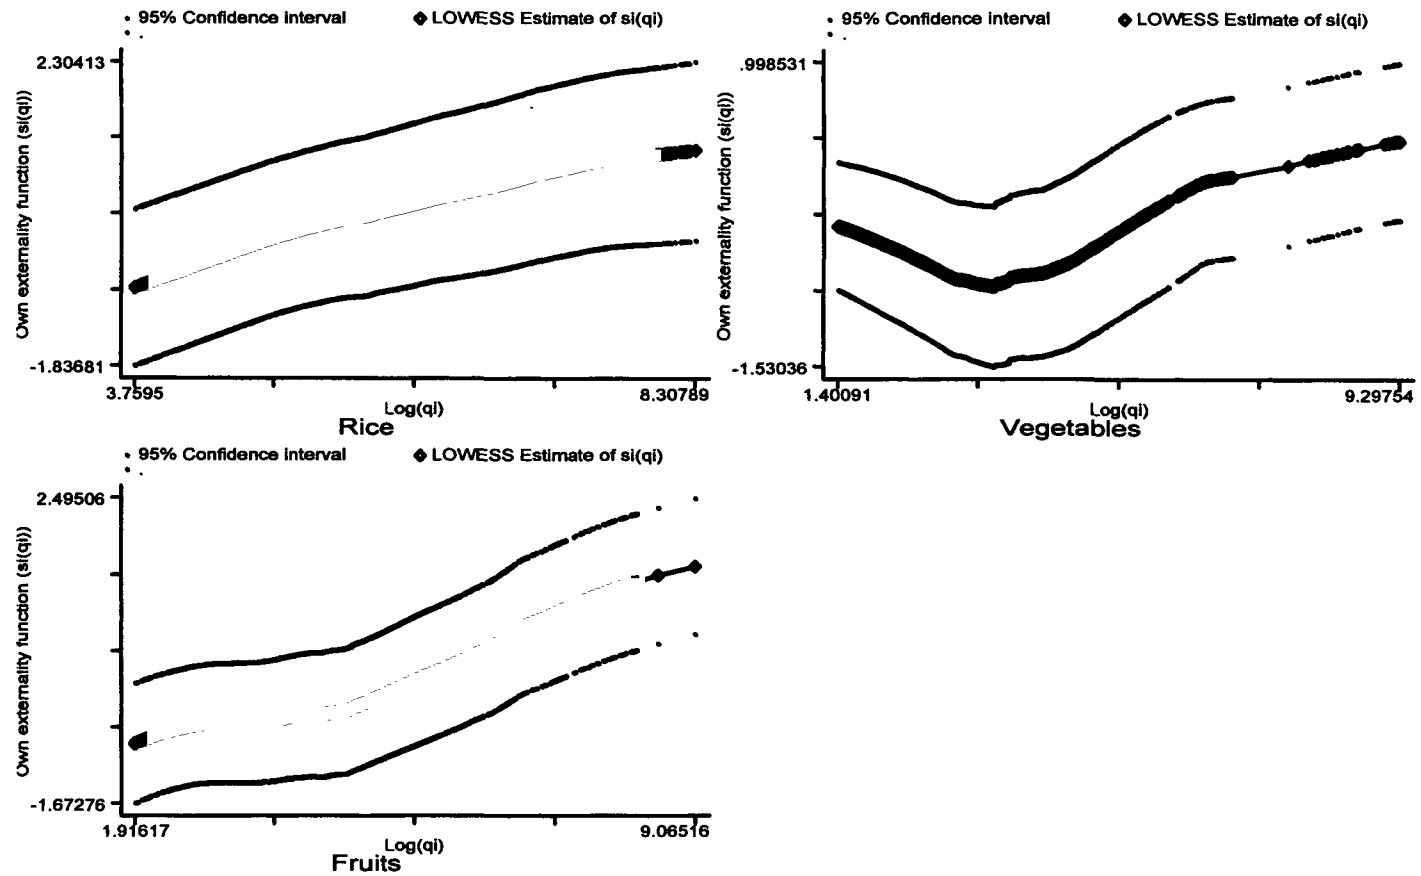 95% Confidence interval LOWESS Estimate of si(qi)
2.30413
Own externality function (si(qi))
-1.83681
3.7595 8.30789
Log(qi)
Rice
95% Confidence interval LOWESS Estimate of si(qi)
.998531
Own externality function (si(qi))
-1.53036
1.40091 9.29754
Log(qi)
Vegetables
95% Confidence interval LOWESS Estimate of si(qi)
2.49506
Own externality function (si(qi))
-1.67276
1.91617 9.06516
Log(qi)
Fruits